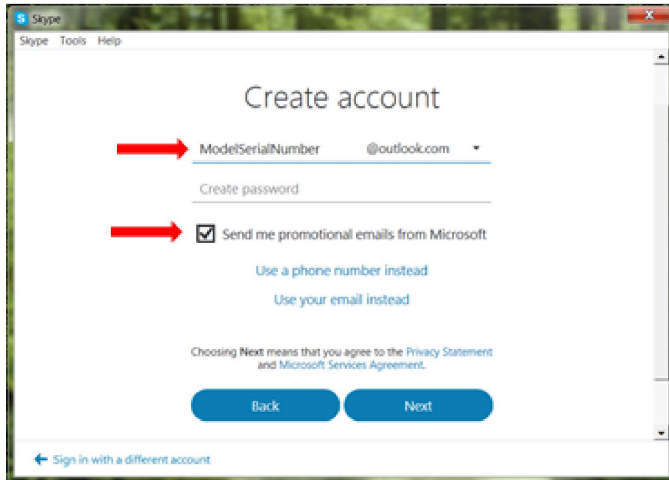 Skype
Skype Tools Help
Create account
ModelSerialNumber @outlook.com
Create password
Send me promotional emails from Microsoft
Use a phone number instead
Use your email instead
Choosing Next means that you agree to the Privacy Statement
and Microsoft Services Agreement.
Back Next
Sign in with a different account